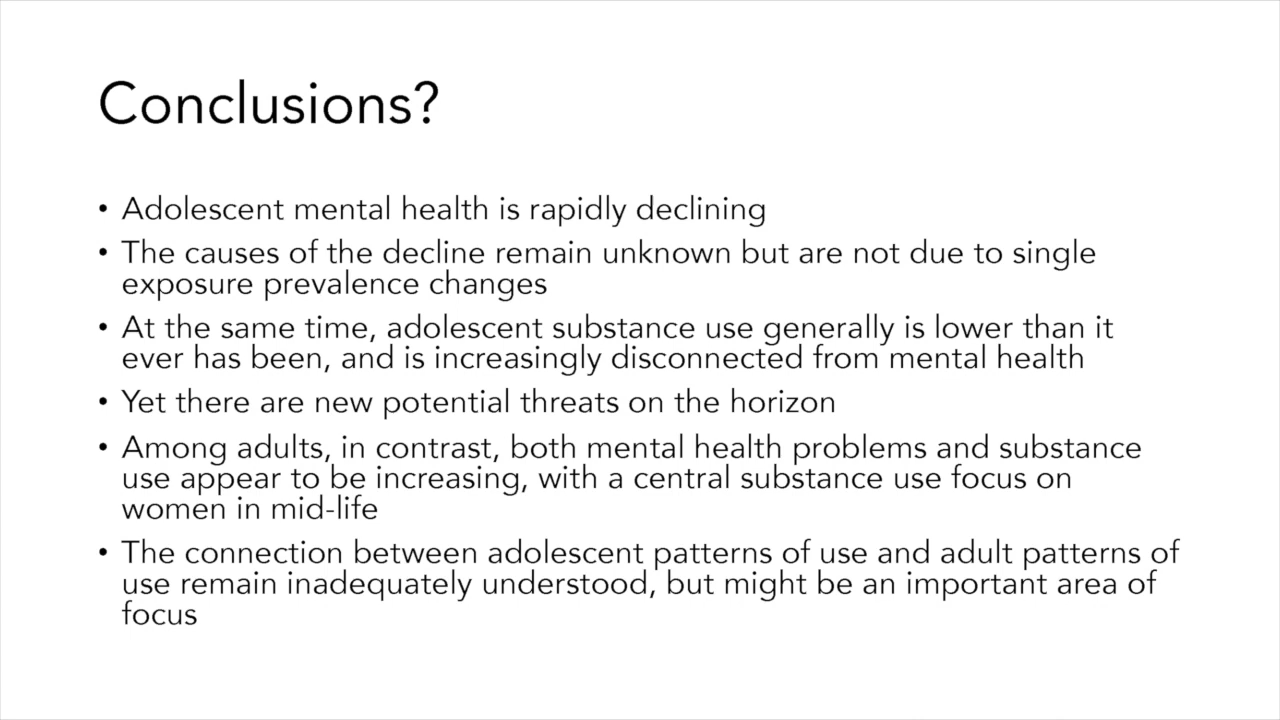 Conclusions?
• Adolescent mental health is rapidly declining
• The causes of the decline remain unknown but are not due to single
exposure prevalence changes
• At the same time, adolescent substance use generally is lower than it
ever has been, and is increasingly disconnected from mental health
• Yet there are new potential threats on the horizon
• Among adults, in contrast, both mental health problems and substance
use appear to be increasing, with a central substance use focus on
women in mid-life
• The connection between adolescent patterns of use and adult patterns of
use remain inadequately understood, but might be an important area of
focus